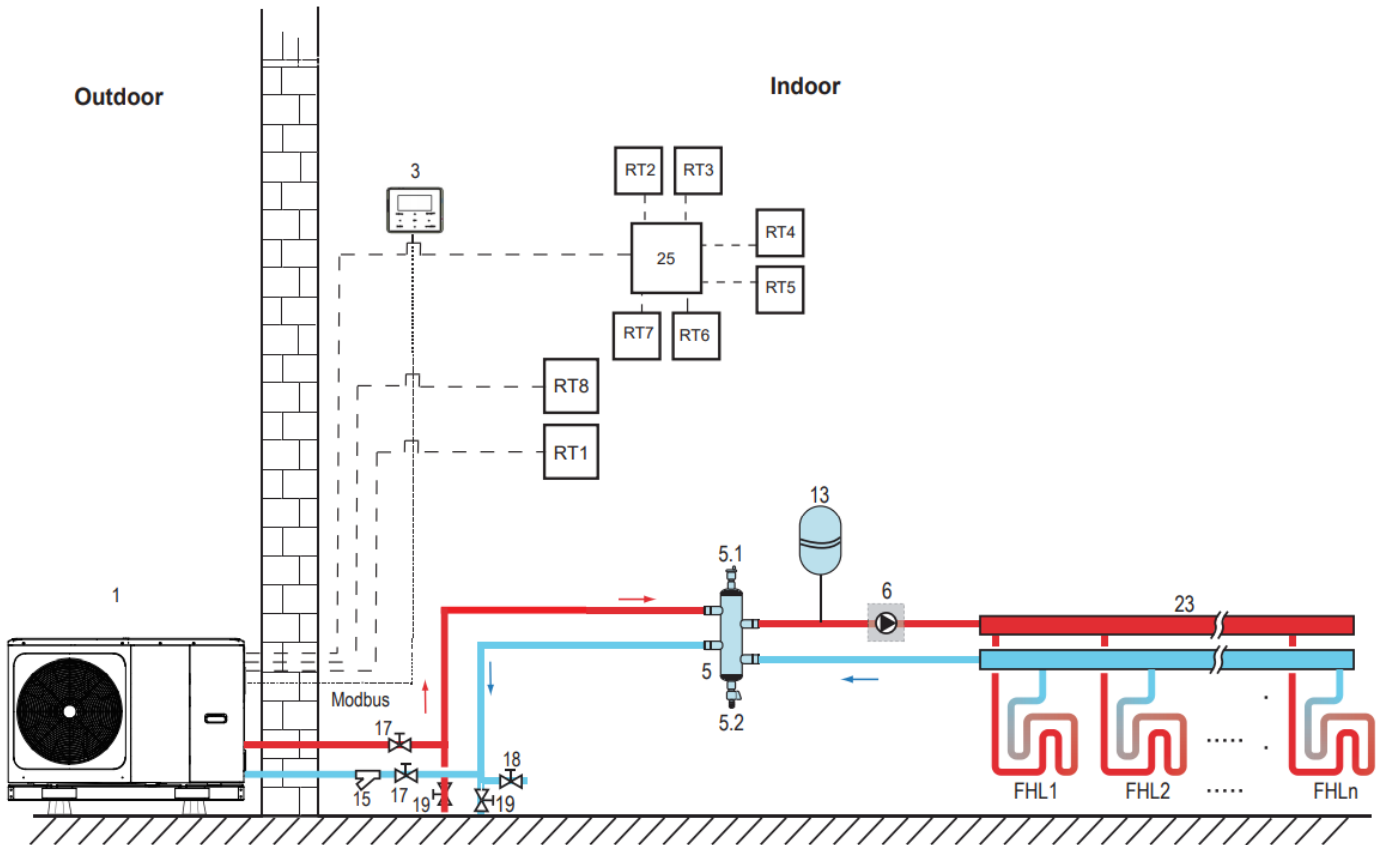 Outdoor
Indoor
3
RT2
RT3
RT4
25
RT5
RT7
RT6
RT8
RT1
13
5.1
1
6
23
5
Modbus
5.2
17
18
15
17
19
19
FHL1
FHL2
.....
.....
FHLn